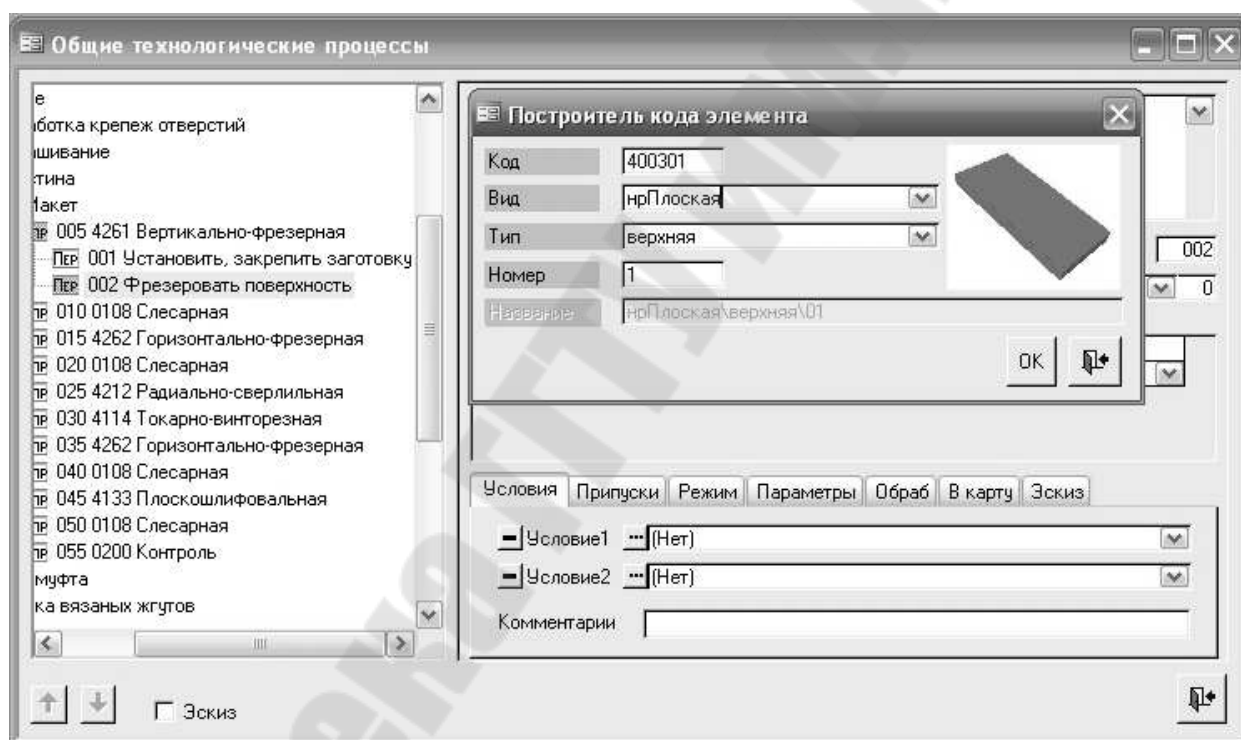 Общие технологические процессы
е
ботка крепеж отверстий
шивание
тина
Макет
005 4261 Вертикально-фрезерная
Пер 001 Установить, закрепить заготовку
Пер 002 Фрезеровать поверхность
010 0108 Слесарная
015 4262 Горизонтально-фрезерная
020 0108 Слесарная
025 4212 Радиально-сверлильная
030 4114 Токарно-винторезная
035 4262 Горизонтально-фрезерная
040 0108 Слесарная
045 4133 Плоскошлифовальная
050 0108 Слесарная
055 0200 Контроль
муфта
ка вязаных жгутов
Эскиз
Построитель кода элемента
Код 400301
Вид нрПлоская
Тип верхняя
Номер 1
Название нрПлоская\верхняя\01
OK
002
0
Условия Припуски Режим Параметры Обраб В карту Эскиз
Условие1 ... (Нет)
Условие2 ... (Нет)
Комментарии